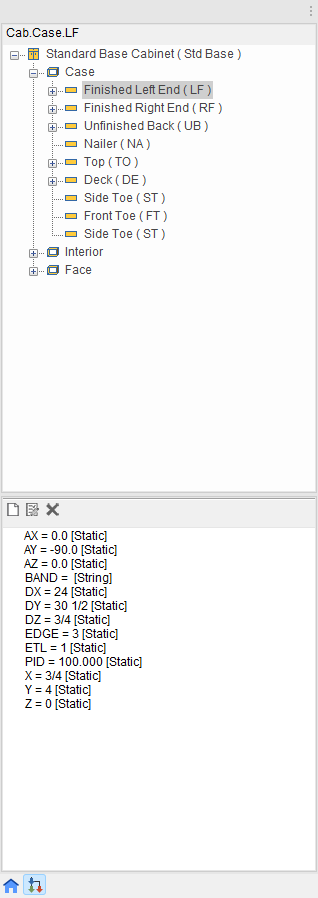 Cab.Case.LF
Standard Base Cabinet ( Std Base )
Case
Finished Left End ( LF )
Finished Right End ( RF )
Unfinished Back ( UB )
Nailer ( NA )
Top ( TO )
Deck ( DE )
Side Toe ( ST )
Front Toe ( FT )
Side Toe ( ST )
Interior
Face
AX = 0.0 [Static]
AY = -90.0 [Static]
AZ = 0.0 [Static]
BAND =  [String]
DX = 24 [Static]
DY = 30 1/2 [Static]
DZ = 3/4 [Static]
EDGE = 3 [Static]
ETL = 1 [Static]
PID = 100.000 [Static]
X = 3/4 [Static]
Y = 4 [Static]
Z = 0 [Static]